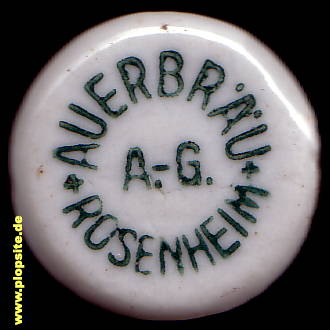 AUERBRÄU
A.-G.
* ROSENHEIM *
www.plopsite.de